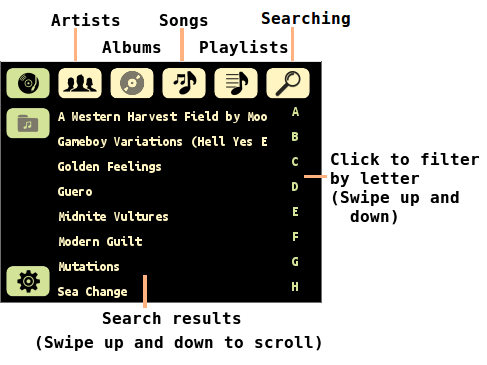 Artists Songs Searching
Albums Playlists
A Western Harvest Field by Moo A
Gameboy Variations (Hell Yes E B
Golden Feelings C
Guero D
Midnite Vultures E
Modern Guilt F
Mutations G
Sea Change H
Click to filter
by letter
(Swipe up and
down)
Search results
(Swipe up and down to scroll)